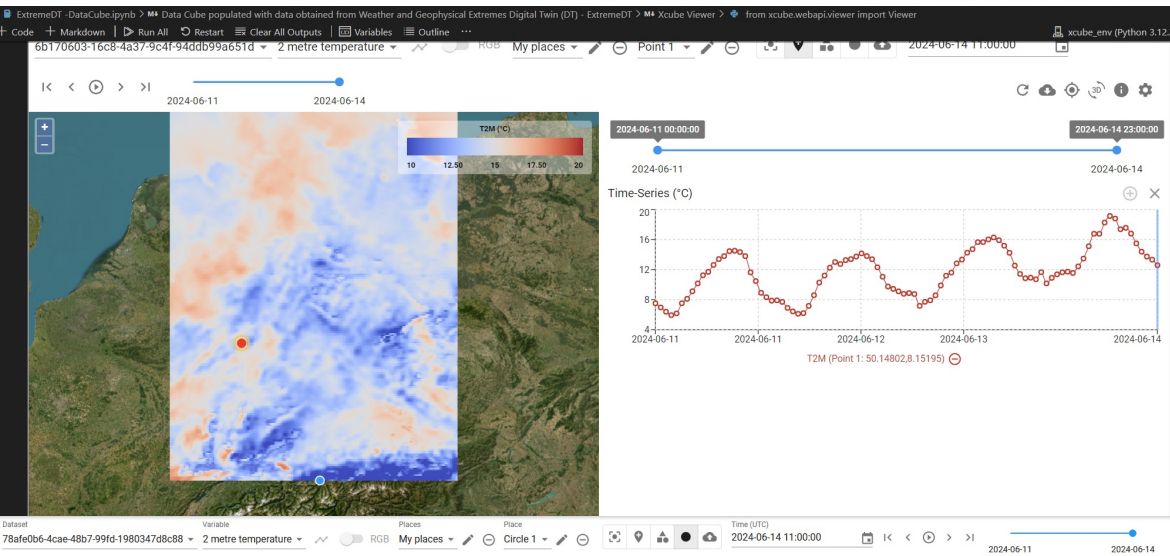 ExtremeDT -DataCube.ipynb > M↓ Data Cube populated with data obtained from Weather and Geophysical Extremes Digital Twin (DT) - ExtremeDT > M↓ Xcube Viewer > from xcube.webapi.viewer import Viewer
Code + Markdown | Run All Restart Clear All Outputs | Variables Outline ... xcube_env (Python 3.12.
6b170603-16c8-4a37-9c4f-94ddb99a651d 2 metre temperature RGB My places Point 1 2024-06-14 11:00:00
2024-06-11 2024-06-14
3D
+
−
T2M (°C)
10 12.50 15 17.50 20
2024-06-11 00:00:00 2024-06-14 23:00:00
2024-06-11 2024-06-14
Time-Series (°C)
20
16
12
8
4
2024-06-11 2024-06-11 2024-06-12 2024-06-13 2024-06-14
T2M (Point 1: 50.14802,8.15195)
Dataset Variable Places Place Time (UTC)
78afe0b6-4cae-48b7-99fd-1980347d8c88 2 metre temperature RGB My places Circle 1 2024-06-14 11:00:00
2024-06-11 2024-06-14